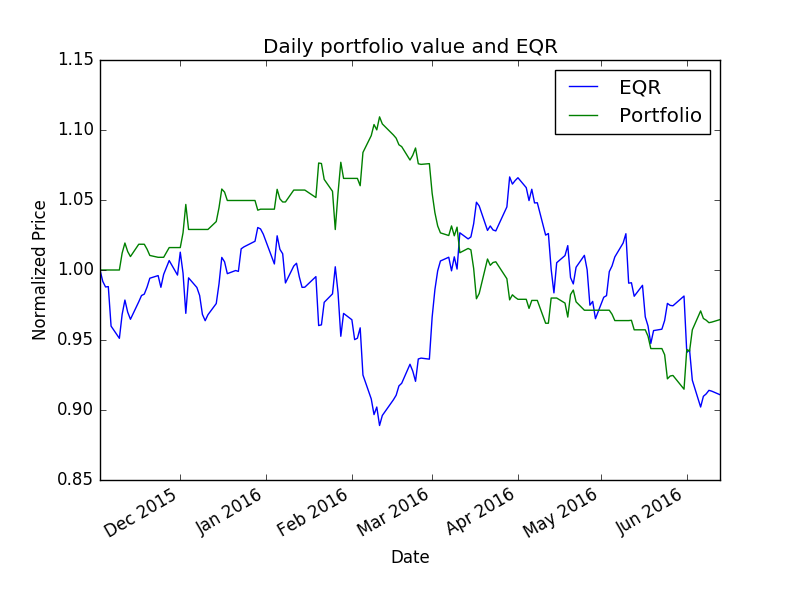 Daily portfolio value and EQR
1.15
1.10
1.05
1.00
0.95
0.90
0.85
Normalized Price
EQR
Portfolio
Dec 2015
Jan 2016
Feb 2016
Mar 2016
Apr 2016
May 2016
Jun 2016
Date